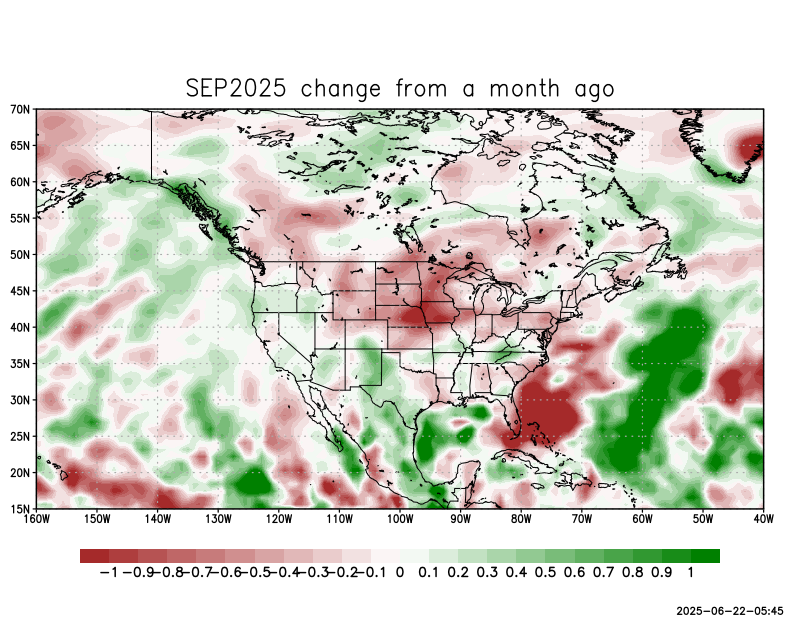 SEP2025 change from a month ago
70N
65N
60N
55N
50N
45N
40N
35N
30N
25N
20N
15N
160W 150W 140W 130W 120W 110W 100W 90W 80W 70W 60W 50W 40W
-1 -0.9 -0.8 -0.7 -0.6 -0.5 -0.4 -0.3 -0.2 -0.1 0 0.1 0.2 0.3 0.4 0.5 0.6 0.7 0.8 0.9 1
2025-06-22-05:45